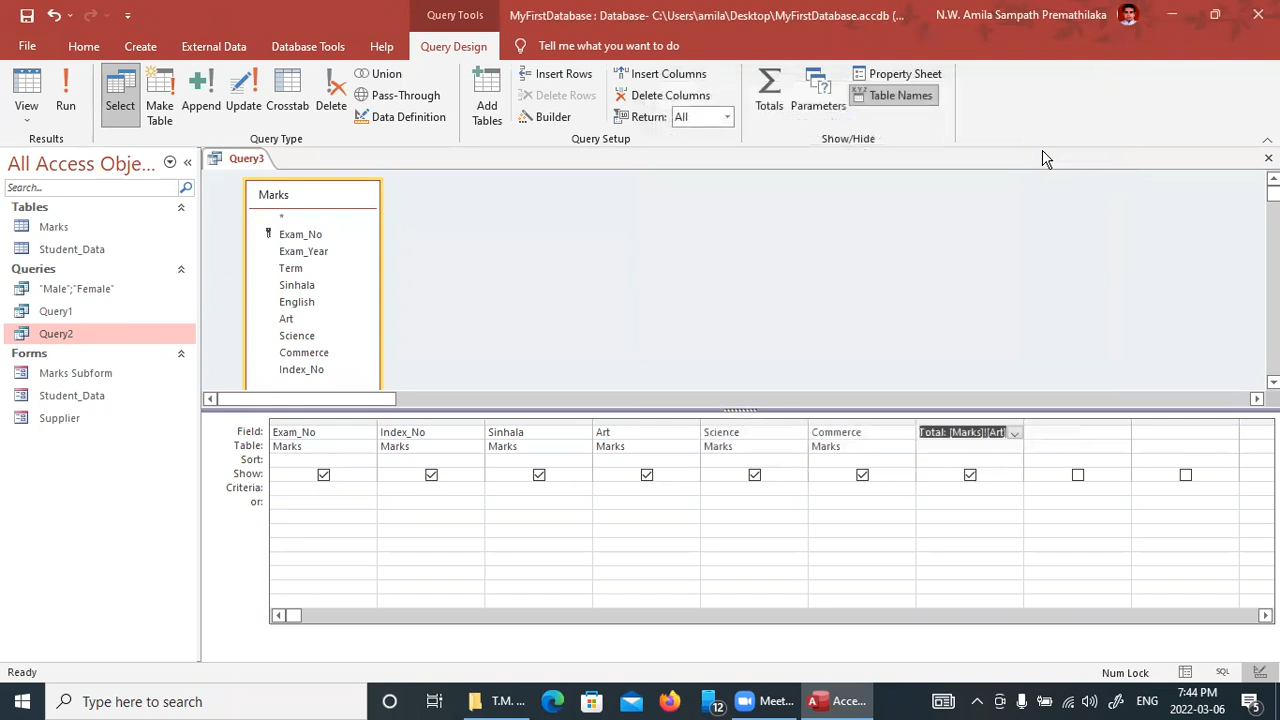 Query Tools
MyFirstDatabase : Database- C:\Users\amila\Desktop\MyFirstDatabase.accdb (...
N.W. Amila Sampath Premathilaka
File Home Create External Data Database Tools Help Query Design Tell me what you want to do
View
Run
Results
Select
Make Table
Append
Update
Crosstab
Delete
Union
Pass-Through
Data Definition
Query Type
Add Tables
Insert Rows
Delete Rows
Builder
Insert Columns
Delete Columns
Return: All
Query Setup
Totals
Parameters
Property Sheet
XYZ Table Names
Show/Hide
All Access Obje...
Search...
Tables
Marks
Student_Data
Queries
"Male";"Female"
Query1
Query2
Forms
Marks Subform
Student_Data
Supplier
Query3
Marks
*
Exam_No
Exam_Year
Term
Sinhala
English
Art
Science
Commerce
Index_No
Field: Exam_No Index_No Sinhala Art Science Commerce Total: [Marks]![Art]
Table: Marks Marks Marks Marks Marks Marks
Sort:
Show:
Criteria:
or:
Ready
Num Lock
SQL
Type here to search
T.M. ...
12
Meet...
Acce...
ENG
7:44 PM
2022-03-06
5